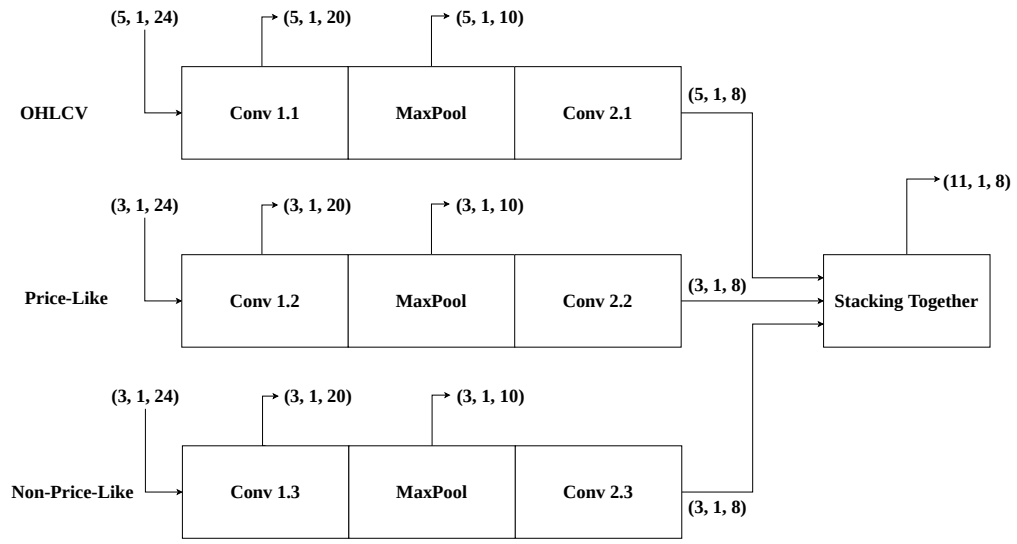 (5, 1, 24)
(5, 1, 20)
(5, 1, 10)
OHLCV
Conv 1.1
MaxPool
Conv 2.1
(5, 1, 8)
(3, 1, 24)
(3, 1, 20)
(3, 1, 10)
Price-Like
Conv 1.2
MaxPool
Conv 2.2
(3, 1, 8)
(3, 1, 24)
(3, 1, 20)
(3, 1, 10)
Non-Price-Like
Conv 1.3
MaxPool
Conv 2.3
(3, 1, 8)
(11, 1, 8)
Stacking Together